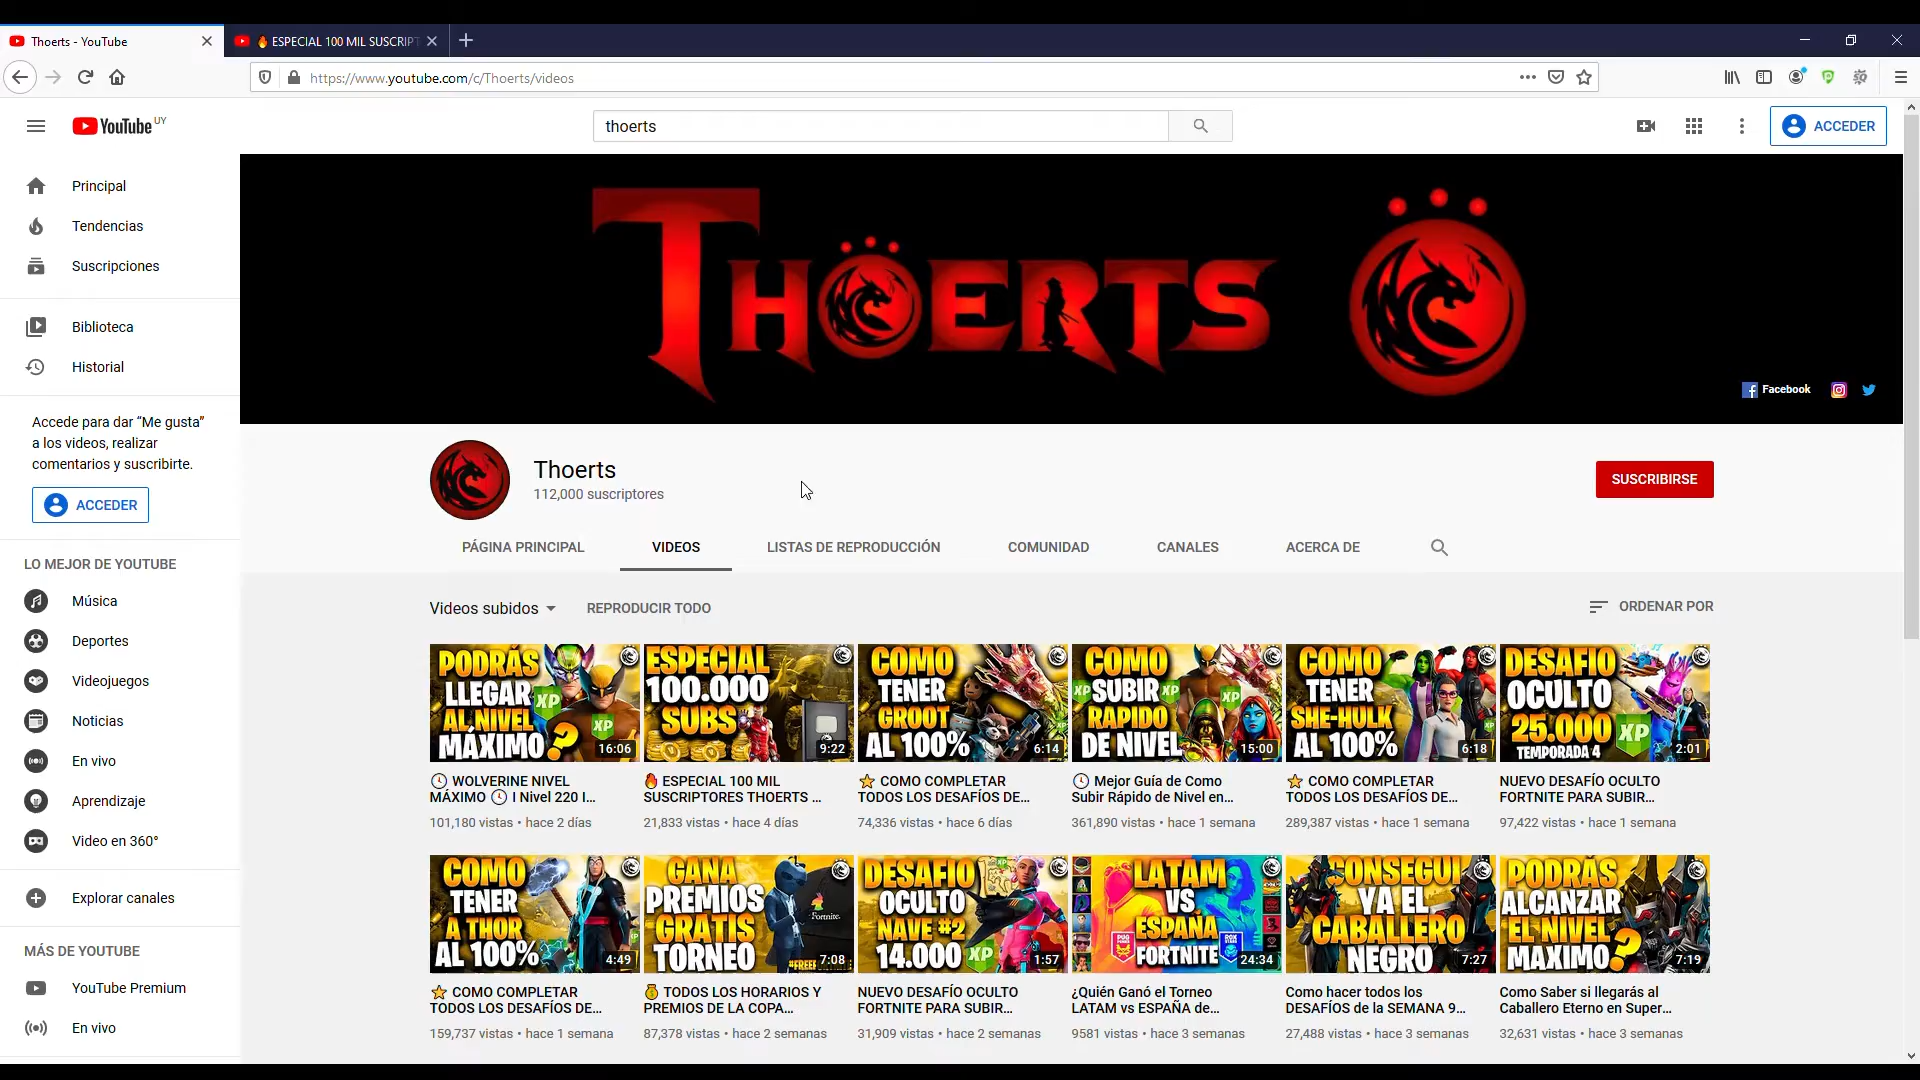 Thoerts - YouTube
ESPECIAL 100 MIL SUSCRIPT
https://www.youtube.com/c/Thoerts/videos
YouTube UY
thoerts
ACCEDER
Principal
Tendencias
Suscripciones
Biblioteca
Historial
Accede para dar “Me gusta”
a los videos, realizar
comentarios y suscribirte.
ACCEDER
LO MEJOR DE YOUTUBE
Música
Deportes
Videojuegos
Noticias
En vivo
Aprendizaje
Video en 360°
Explorar canales
MÁS DE YOUTUBE
YouTube Premium
En vivo
THÖERTS
Facebook
Thoerts
112,000 suscriptores
SUSCRIBIRSE
PÁGINA PRINCIPAL
VIDEOS
LISTAS DE REPRODUCCIÓN
COMUNIDAD
CANALES
ACERCA DE
Videos subidos
REPRODUCIR TODO
ORDENAR POR
PODRÁS
LLEGAR
AL NIVEL
MÁXIMO?
XP
XP
16:06
WOLVERINE NIVEL
MÁXIMO I Nivel 220 I...
101,180 vistas • hace 2 días
ESPECIAL
100.000
SUBS
9:22
ESPECIAL 100 MIL
SUSCRIPTORES THOERTS ...
21,833 vistas • hace 4 días
COMO
TENER
GROOT
AL 100%
6:14
COMO COMPLETAR
TODOS LOS DESAFÍOS DE...
74,336 vistas • hace 6 días
COMO
XP SUBIR XP
RAPIDO
DE NIVEL
XP
15:00
Mejor Guía de Como
Subir Rápido de Nivel en...
361,890 vistas • hace 1 semana
COMO
TENER
SHE-HULK
AL 100%
6:18
COMO COMPLETAR
TODOS LOS DESAFÍOS DE...
289,387 vistas • hace 1 semana
DESAFIO
OCULTO
25.000
XP
TEMPORADA 4
2:01
NUEVO DESAFÍO OCULTO
FORTNITE PARA SUBIR...
97,422 vistas • hace 1 semana
COMO
TENER
A THOR
AL 100%
4:49
COMO COMPLETAR
TODOS LOS DESAFÍOS DE...
159,737 vistas • hace 1 semana
GANA
PREMIOS
GRATIS
TORNEO
Fortnite
7:08
TODOS LOS HORARIOS Y
PREMIOS DE LA COPA...
87,378 vistas • hace 2 semanas
DESAFIO
OCULTO
NAVE #2
14.000
XP
1:57
NUEVO DESAFÍO OCULTO
FORTNITE PARA SUBIR...
31,909 vistas • hace 2 semanas
LATAM
VS
ESPAÑA
FORTNITE
24:34
¿Quién Ganó el Torneo
LATAM vs ESPAÑA de...
9581 vistas • hace 3 semanas
CONSEGUI
YA EL
CABALLERO
NEGRO
7:27
Como hacer todos los
DESAFÍOS de la SEMANA 9...
27,488 vistas • hace 3 semanas
PODRÁS
ALCANZAR
EL NIVEL
MÁXIMO?
7:19
Como Saber si llegarás al
Caballero Eterno en Super...
32,631 vistas • hace 3 semanas